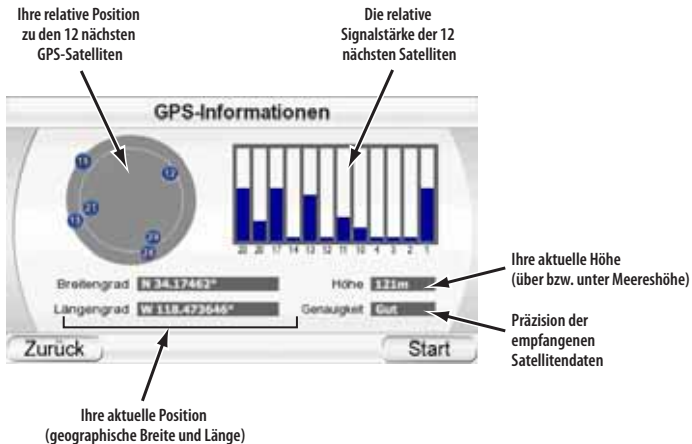 Ihre relative Position
zu den 12 nächsten
GPS-Satelliten
Die relative
Signalstärke der 12
nächsten Satelliten
GPS-Informationen
Breitengrad N 34.17462°
Höhe 121m
Längengrad W 118.473646°
Genauigkeit Gut
Zurück
Start
Ihre aktuelle Höhe
(über bzw. unter Meereshöhe)
Präzision der
empfangenen
Satellitendaten
Ihre aktuelle Position
(geographische Breite und Länge)